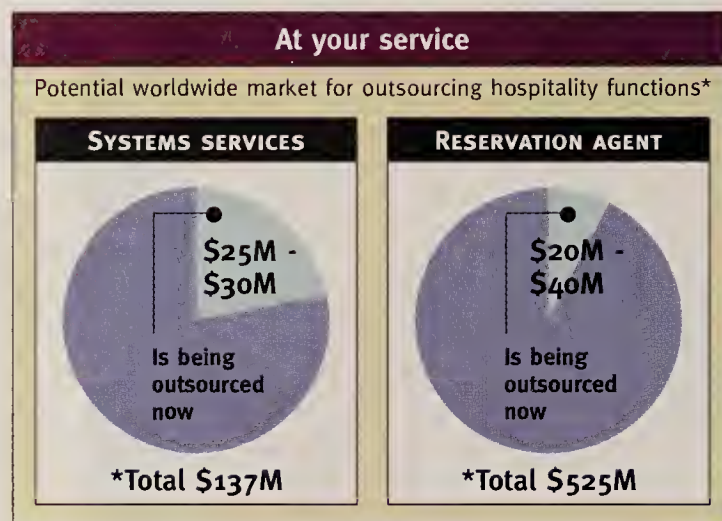 At your service
Potential worldwide market for outsourcing hospitality functions*
SYSTEMS SERVICES
$25M -
$30M
Is being
outsourced
now
*Total $137M
RESERVATION AGENT
$20M -
$40M
Is being
outsourced
now
*Total $525M